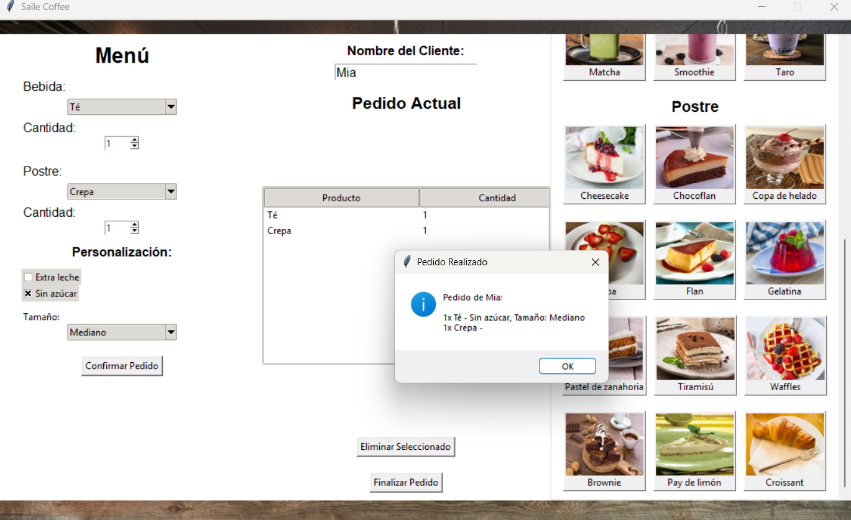 Saile Coffee
Menú
Bebida:
Té
Cantidad:
1
Postre:
Crepa
Cantidad:
1
Personalización:
Extra leche
Sin azúcar
Tamaño:
Mediano
Confirmar Pedido
Nombre del Cliente:
Mia
Pedido Actual
Producto Cantidad
Té 1
Crepa 1
Eliminar Seleccionado
Finalizar Pedido
Pedido Realizado
Pedido de Mia:
1x Té - Sin azúcar, Tamaño: Mediano
1x Crepa -
OK
Matcha Smoothie Taro
Postre
Cheesecake Chocoflan Copa de helado
Flan Gelatina
Pastel de zanahoria Tiramisú Waffles
Brownie Pay de limón Croissant